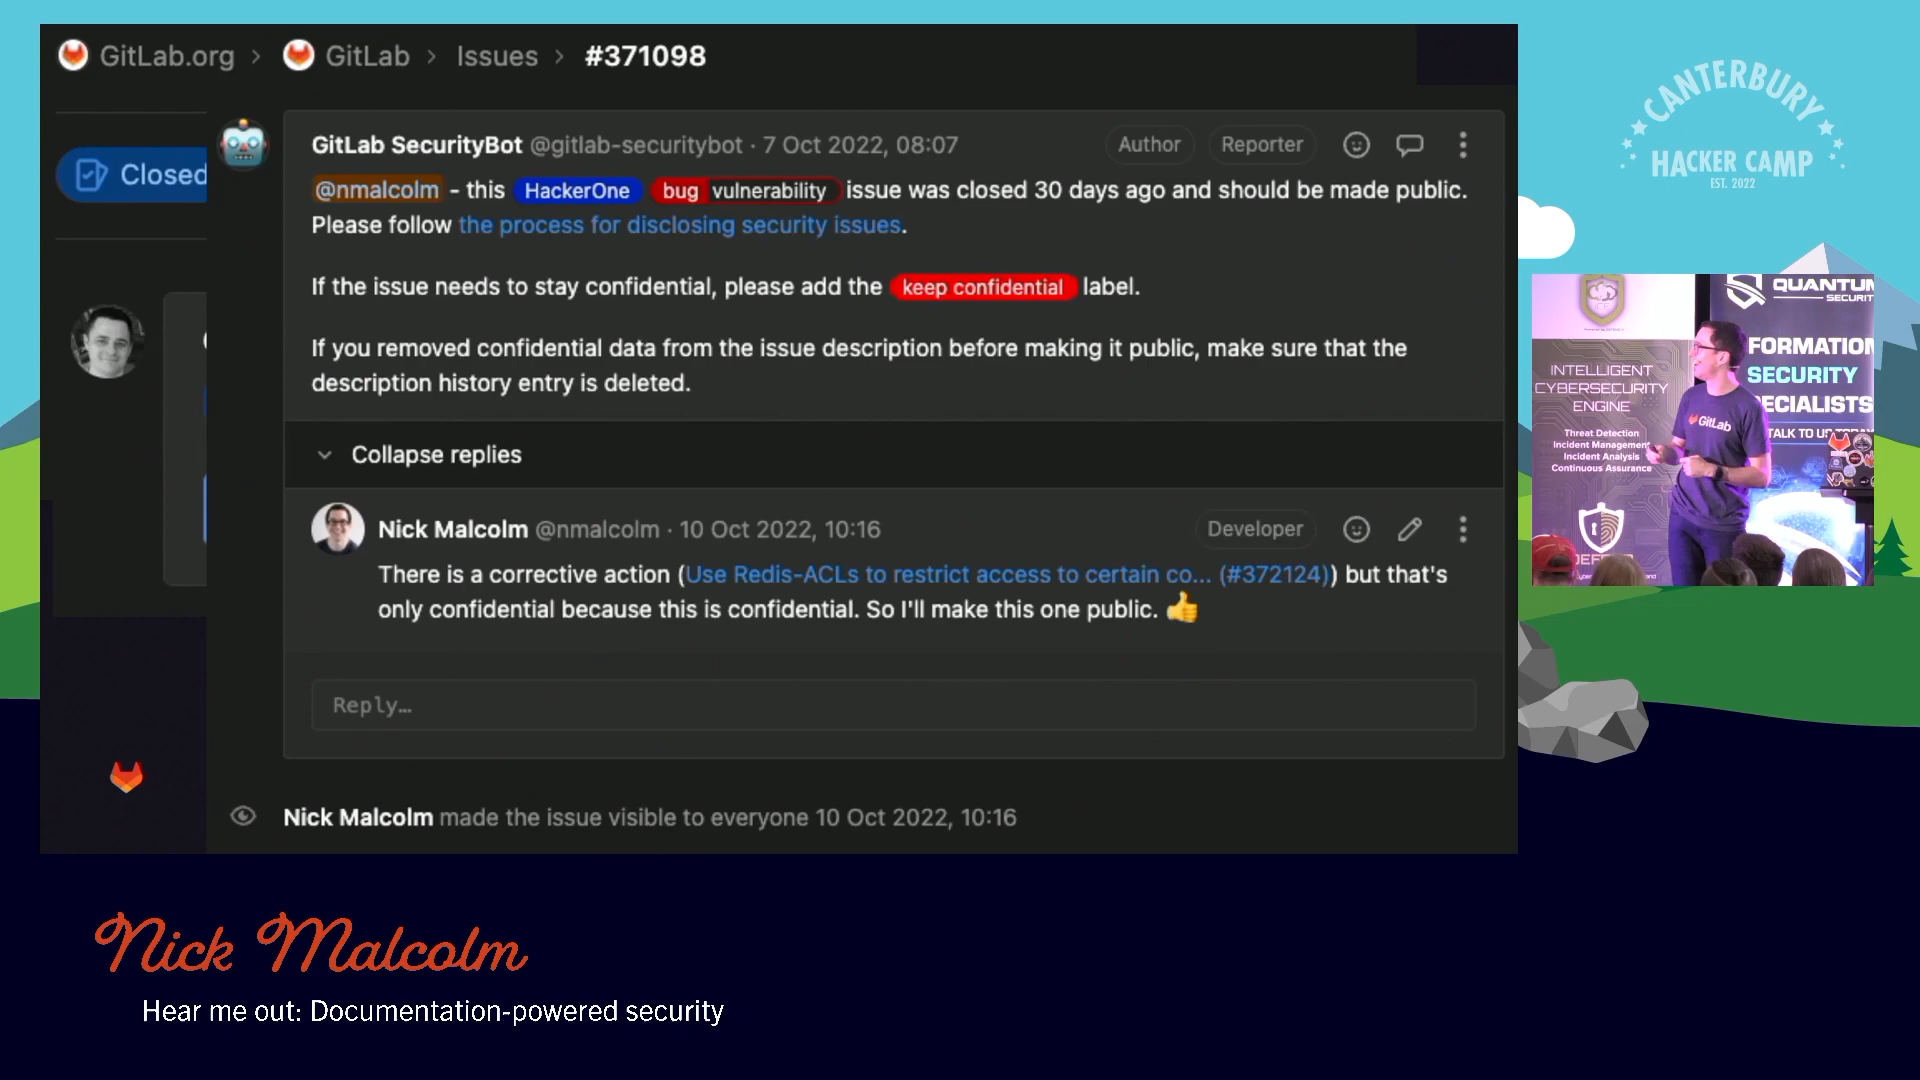 GitLab.org > GitLab > Issues > #371098
Closed
GitLab SecurityBot @gitlab-securitybot · 7 Oct 2022, 08:07
Author
Reporter
@nmalcolm - this HackerOne bug vulnerability issue was closed 30 days ago and should be made public.
Please follow the process for disclosing security issues.
If the issue needs to stay confidential, please add the keep confidential label.
If you removed confidential data from the issue description before making it public, make sure that the
description history entry is deleted.
Collapse replies
Nick Malcolm @nmalcolm · 10 Oct 2022, 10:16
Developer
There is a corrective action (Use Redis-ACLs to restrict access to certain co... (#372124)) but that's
only confidential because this is confidential. So I'll make this one public. 👍
Reply…
Nick Malcolm made the issue visible to everyone 10 Oct 2022, 10:16
CANTERBURY
HACKER CAMP
EST. 2022
QUANTUM
SECURIT
FORMATION
SECURITY
ECIALISTS
TALK TO US TODAY
INTELLIGENT
CYBERSECURITY
ENGINE
Threat Detection
Incident Management
Incident Analysis
Continuous Assurance
GitLab
Nick Malcolm
Hear me out: Documentation-powered security